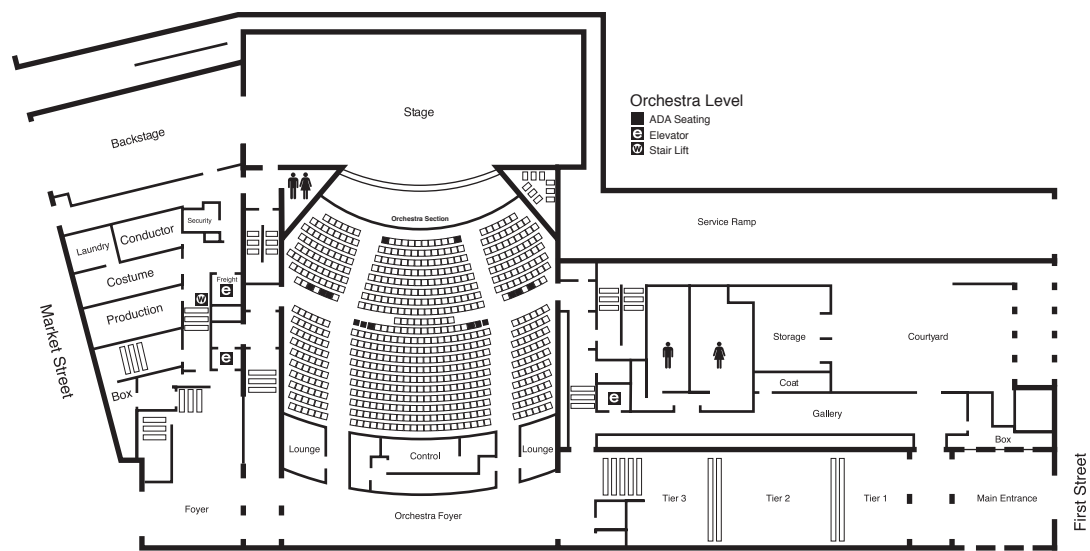 Orchestra Level
ADA Seating
e Elevator
w Stair Lift
Stage
Backstage
Orchestra Section
Service Ramp
Security
Laundry
Conductor
Costume
Freight
e
w
Production
Market Street
e
Box
Storage
Courtyard
Coat
e
Gallery
Box
Lounge
Control
Lounge
Foyer
Orchestra Foyer
Tier 3
Tier 2
Tier 1
Main Entrance
First Street